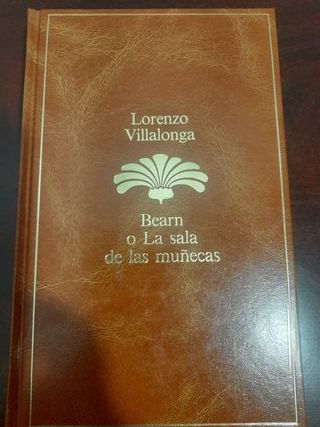 Lorenzo
Villalonga
Bearn
o La sala
de las muñecas